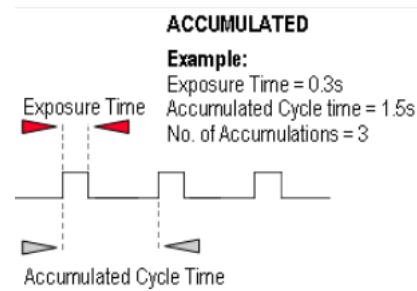 ACCUMULATED
Example:
Exposure Time = 0.3s
Exposure Time
Accumulated Cycle time = 1.5s
No. of Accumulations = 3
Accumulated Cycle Time